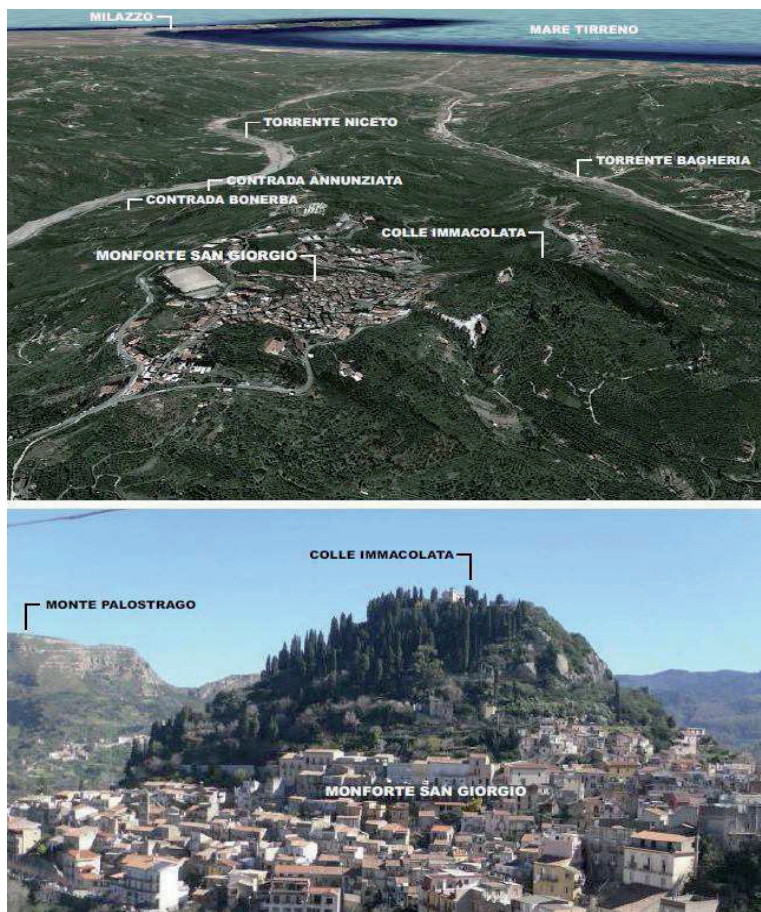 MILAZZO
MARE TIRRENO
TORRENTE NICETO
TORRENTE BAGHERIA
CONTRADA ANNUNZIATA
CONTRADA BONERBA
COLLE IMMACOLATA
MONFORTE SAN GIORGIO
COLLE IMMACOLATA
MONTE PALOSTRAGO
MONFORTE SAN GIORGIO